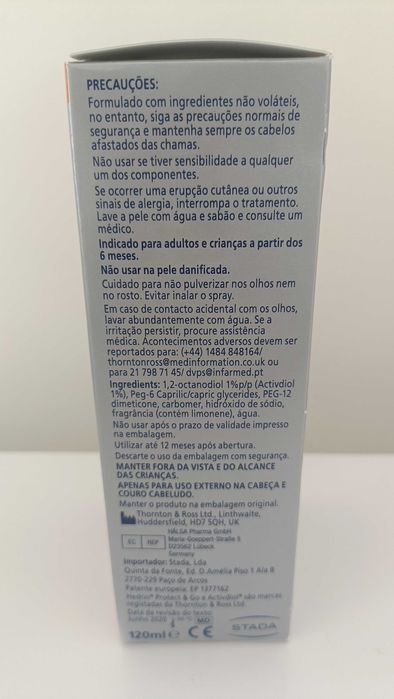 PRECAUÇÕES:
Formulado com ingredientes não voláteis,
no entanto, siga as precauções normais de
segurança e mantenha sempre os cabelos
afastados das chamas.
Não usar se tiver sensibilidade a qualquer
um dos componentes.
Se ocorrer uma erupção cutânea ou outros
sinais de alergia, interrompa o tratamento.
Lave a pele com água e sabão e consulte um
médico.
Indicado para adultos e crianças a partir dos
6 meses.
Não usar na pele danificada.
Cuidado para não pulverizar nos olhos nem
no rosto. Evitar inalar o spray.
Em caso de contacto acidental com os olhos,
lavar abundantemente com água. Se a
irritação persistir, procure assistência
médica. Acontecimentos adversos devem ser
reportados para: (+44) 1484 848164/
thorntonross@medinformation.co.uk ou
para 21 798 71 45/ dvps@infarmed.pt
Ingredients: 1,2-octanodiol 1%p/p (Activdiol
1%), Peg-6 Caprilic/capric glycerides, PEG-12
dimeticone, carbomer, hidróxido de sódio,
fragrância (contém limonene), água.
Não usar após o prazo de validade impresso
na embalagem.
Utilizar até 12 meses após abertura.
Descarte o uso da embalagem com segurança.
MANTER FORA DA VISTA E DO ALCANCE
DAS CRIANÇAS.
APENAS PARA USO EXTERNO NA CABEÇA E
COURO CABELUDO.
Manter o produto na embalagem original.
Thornton & Ross Ltd., Linthwaite,
Huddersfield, HD7 5QH, UK
EC REP
HÄLSA Pharma GmbH
Maria-Goeppert-Straße 5
D23562 Lübeck
Germany
Importador: Stada, Lda
Quinta da Fonte, Ed. D.Amélia Piso 1 Ala B
2770-229 Paço de Arcos
Patente europeia: EP 1377162
Hedrin® Protect & Go e Activdiol® são marcas
registadas da Thornton & Ross Ltd.
Data da revisão do texto:
Junho 2020 30°C MD
120ml e CE STADA